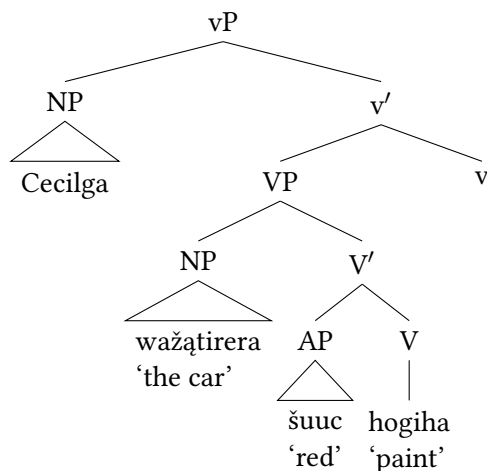 vP
NP v′
Cecilga VP v
NP V′
wažątirera AP V
‘the car’
šuuc hogiha
‘red’ ‘paint’